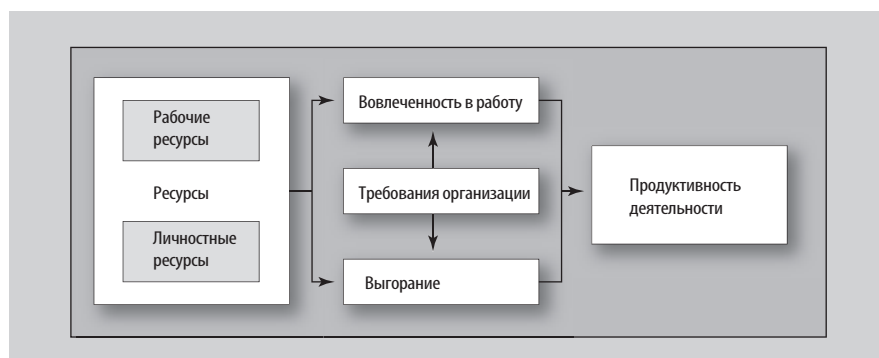 Рабочие
ресурсы
Ресурсы
Личностные
ресурсы
Вовлеченность в работу
Требования организации
Выгорание
Продуктивность
деятельности